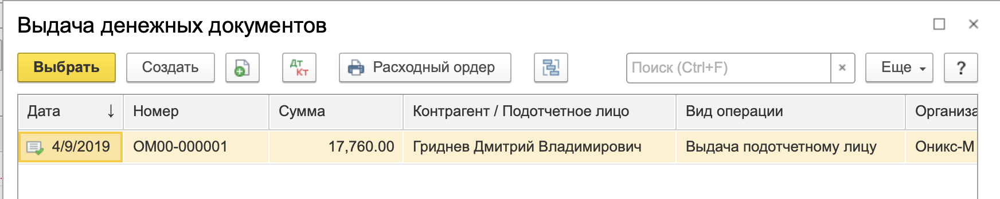 Выдача денежных документов
Выбрать Создать Дт Кт Расходный ордер Поиск (Ctrl+F) × Еще ?
Дата ↓ Номер Сумма Контрагент / Подотчетное лицо Вид операции Организа
4/9/2019 ОМ00-000001 17,760.00 Гриднев Дмитрий Владимирович Выдача подотчетному лицу Оникс-М